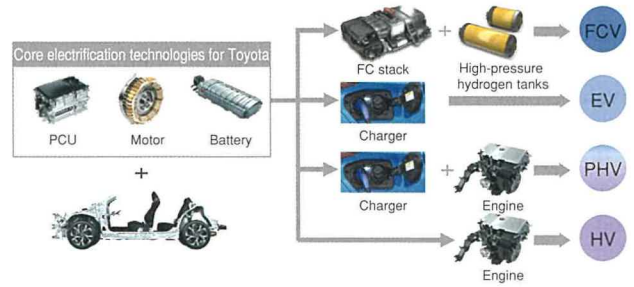 Core electrification technologies for Toyota
PCU
Motor
Battery
+
FC stack
+
High-pressure
hydrogen tanks
FCV
Charger
EV
Charger
+
Engine
PHV
Engine
HV